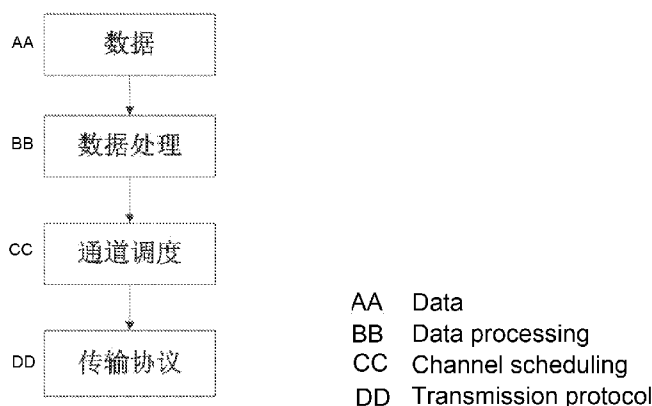 AA 数据
BB 数据处理
CC 通道调度
DD 传输协议
AA Data
BB Data processing
CC Channel scheduling
DD Transmission protocol